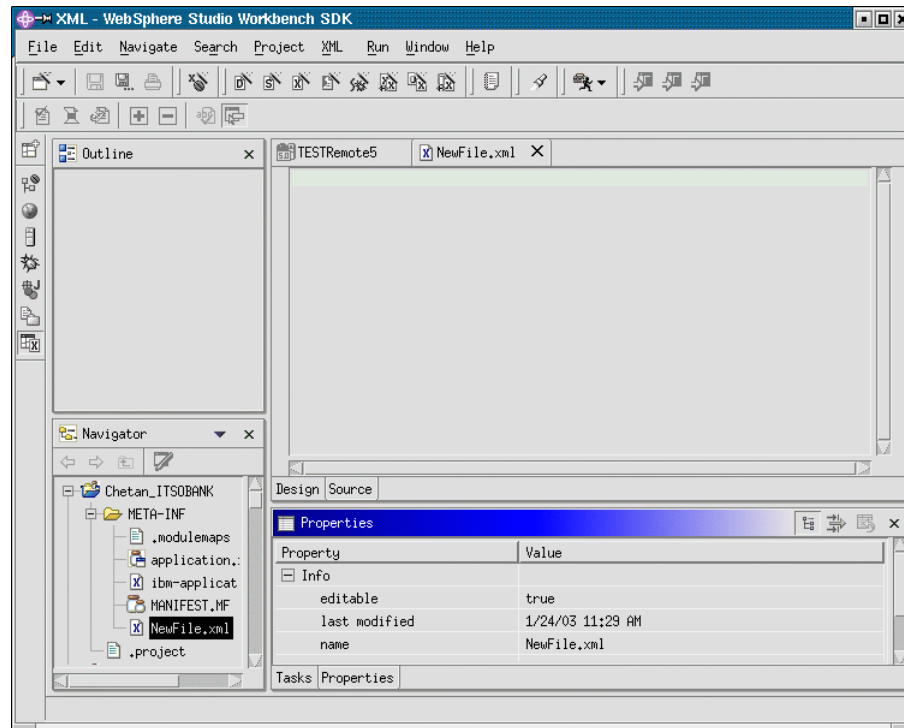 XML - WebSphere Studio Workbench SDK
File Edit Navigate Search Project XML Run Window Help
Outline
TESTRemote5 NewFile.xml
Navigator
Chetan_ITSOBANK
META-INF
.modulemaps
application.
ibm-applicat
MANIFEST.MF
NewFile.xml
.project
Design Source
Properties
Property Value
Info
editable true
last modified 1/24/03 11:29 AM
name NewFile.xml
Tasks Properties